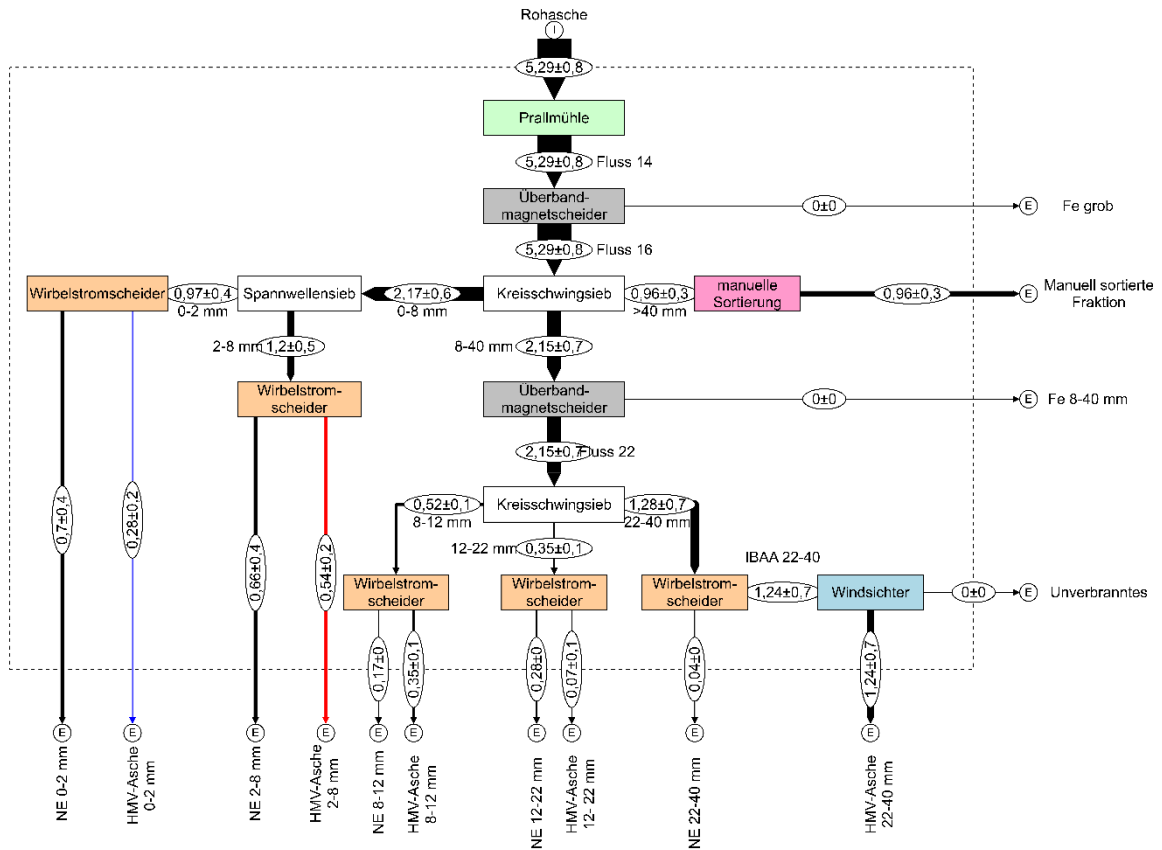 Rohasche
I
5,29±0,8
Prallmühle
5,29±0,8 Fluss 14
Überband-
magnetscheider
0±0
E
Fe grob
5,29±0,8 Fluss 16
Wirbelstromscheider
0,97±0,4
0-2 mm
Spannwellensieb
2,17±0,6
0-8 mm
Kreisschwingsieb
0,96±0,3
>40 mm
manuelle
Sortierung
0,96±0,3
E
Manuell sortierte
Fraktion
2-8 mm 1,2±0,5
8-40 mm 2,15±0,7
Wirbelstrom-
scheider
Überband-
magnetscheider
0±0
E
Fe 8-40 mm
2,15±0,7 Fluss 22
0,52±0,1
8-12 mm
Kreisschwingsieb
1,28±0,7
22-40 mm
12-22 mm 0,35±0,1
Wirbelstrom-
scheider
Wirbelstrom-
scheider
Wirbelstrom-
scheider
IBAA 22-40
1,24±0,7
Windsichter
0±0
E
Unverbranntes
0,7±0,4
0,28±0,2
0,66±0,4
0,54±0,2
0,17±0
0,35±0,1
0,28±0
0,07±0,1
0,04±0
1,24±0,7
E
E
E
E
E
E
E
E
E
E
NE 0-2 mm
HMV-Asche
0-2 mm
NE 2-8 mm
HMV-Asche
2-8 mm
NE 8-12 mm
HMV-Asche
8-12 mm
NE 12-22 mm
HMV-Asche
12- 22 mm
NE 22-40 mm
HMV-Asche
22-40 mm